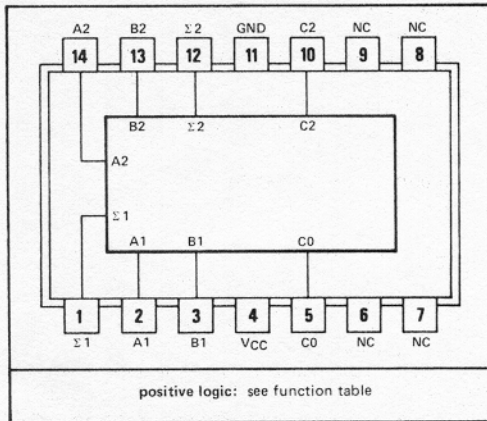 A2 B2 Σ2 GND C2 NC NC
14 13 12 11 10 9 8
B2 Σ2 C2
A2
Σ1
A1 B1 C0
1 2 3 4 5 6 7
Σ1 A1 B1 VCC C0 NC NC
positive logic: see function table